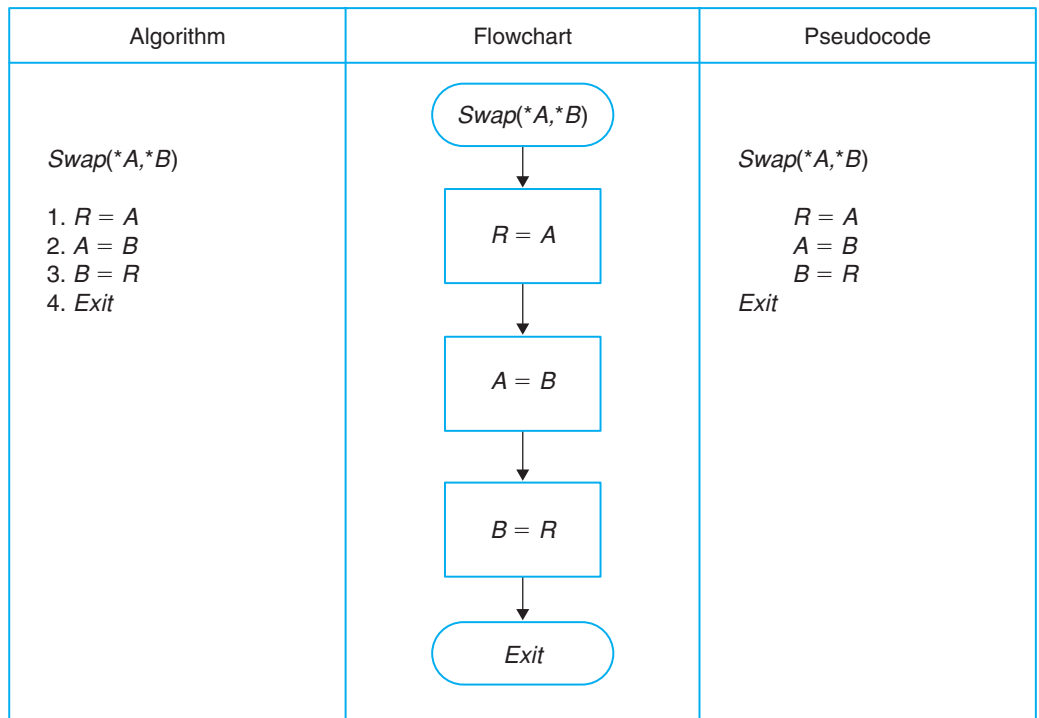 Algorithm
Flowchart
Pseudocode
Swap(*A,*B)
1. R = A
2. A = B
3. B = R
4. Exit
Swap(*A,*B)
R = A
A = B
B = R
Exit
Swap(*A,*B)
R = A
A = B
B = R
Exit